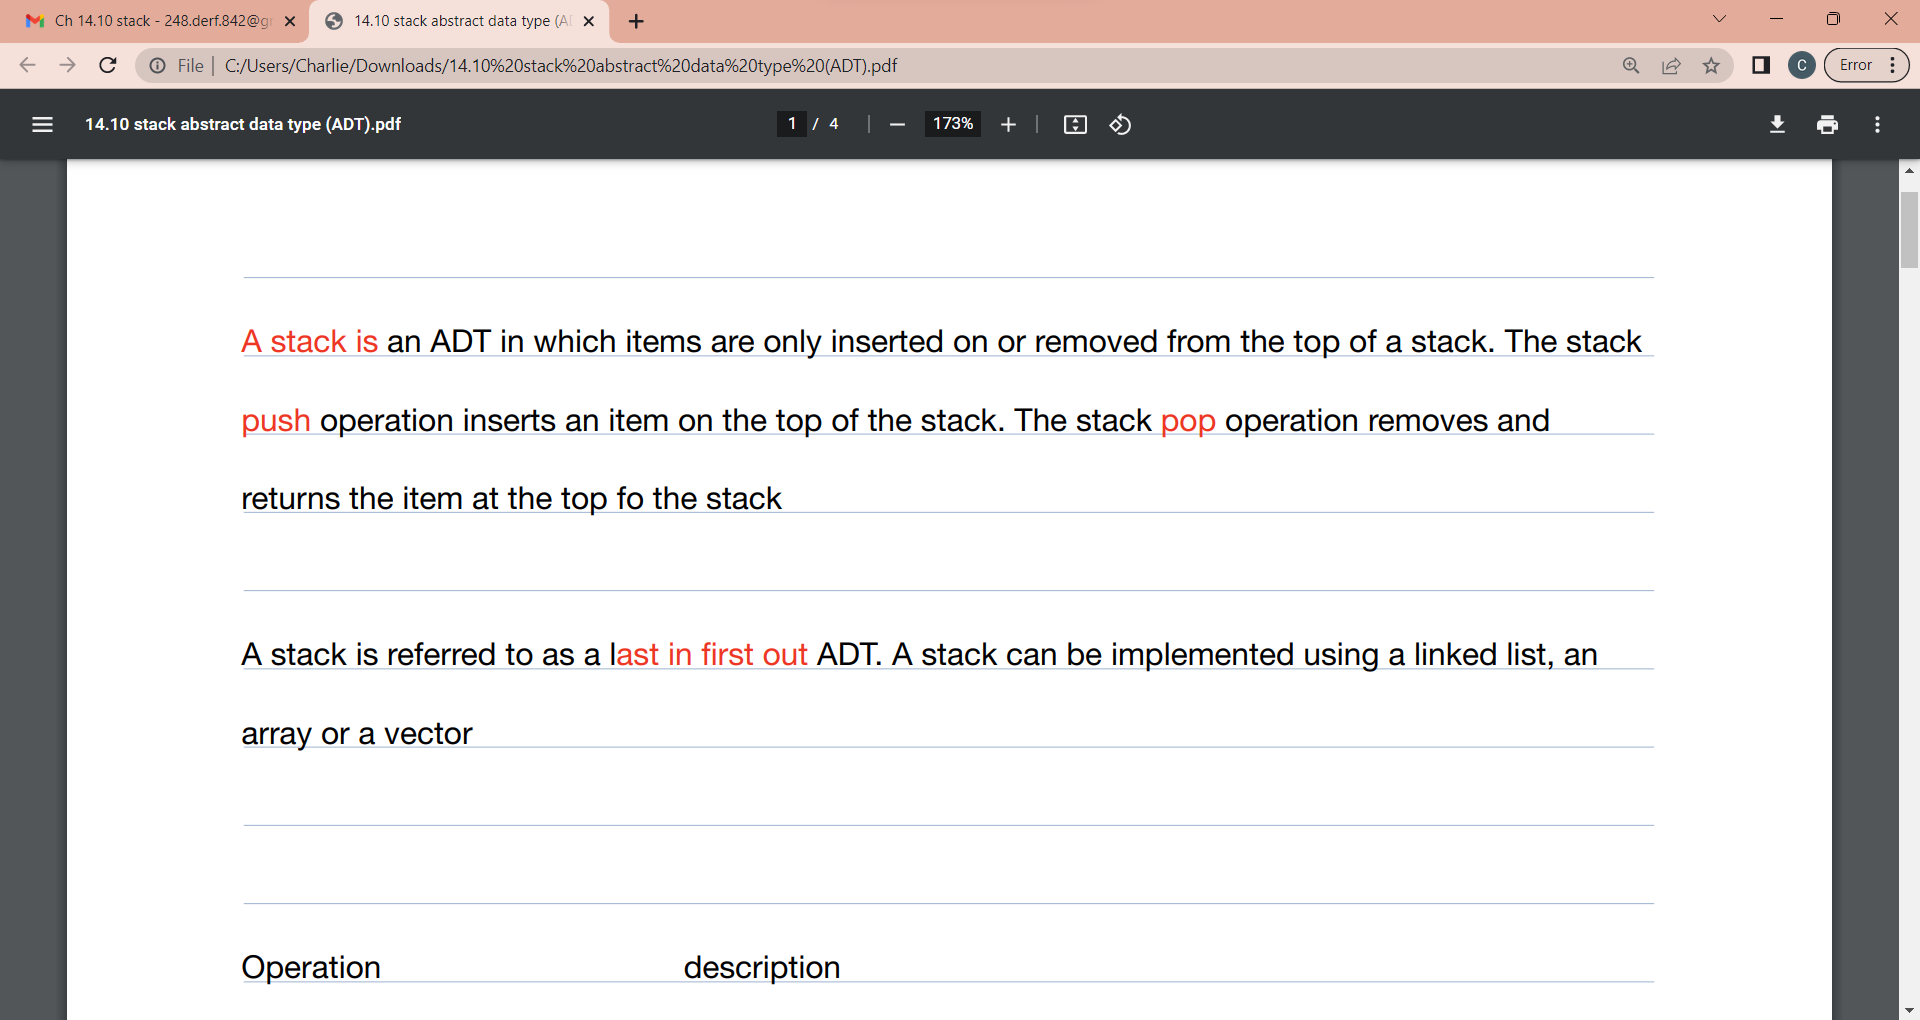 Ch 14.10 stack - 248.derf.842@g
14.10 stack abstract data type (A
File | C:/Users/Charlie/Downloads/14.10%20stack%20abstract%20data%20type%20(ADT).pdf
C
Error
14.10 stack abstract data type (ADT).pdf
1 / 4
173%
A stack is an ADT in which items are only inserted on or removed from the top of a stack. The stack
push operation inserts an item on the top of the stack. The stack pop operation removes and
returns the item at the top fo the stack
A stack is referred to as a last in first out ADT. A stack can be implemented using a linked list, an
array or a vector
Operation description